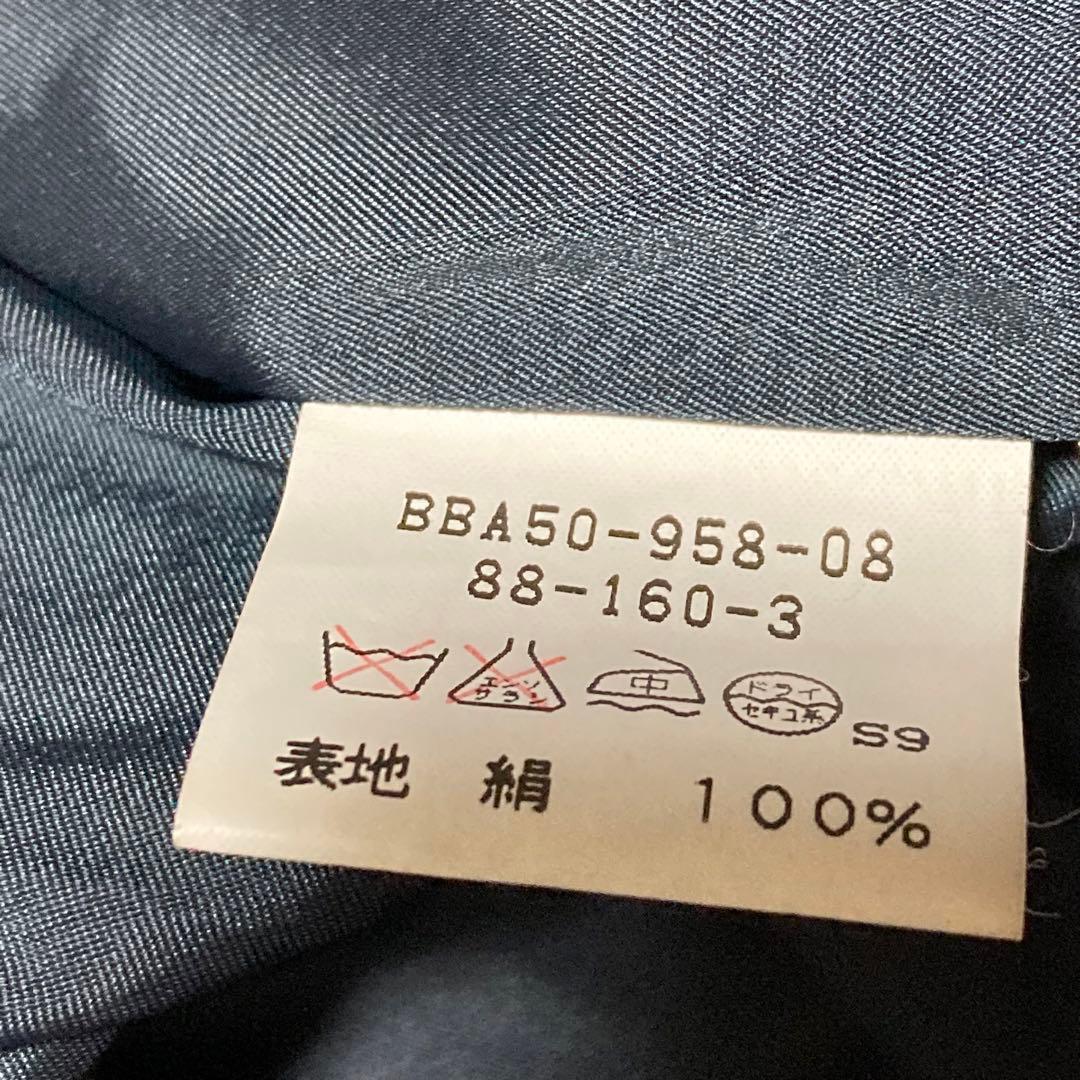 BBA50-958-08
88-160-3
エンソ サラシ 中 ドライ セキユ系 S9
表地 絹 100%